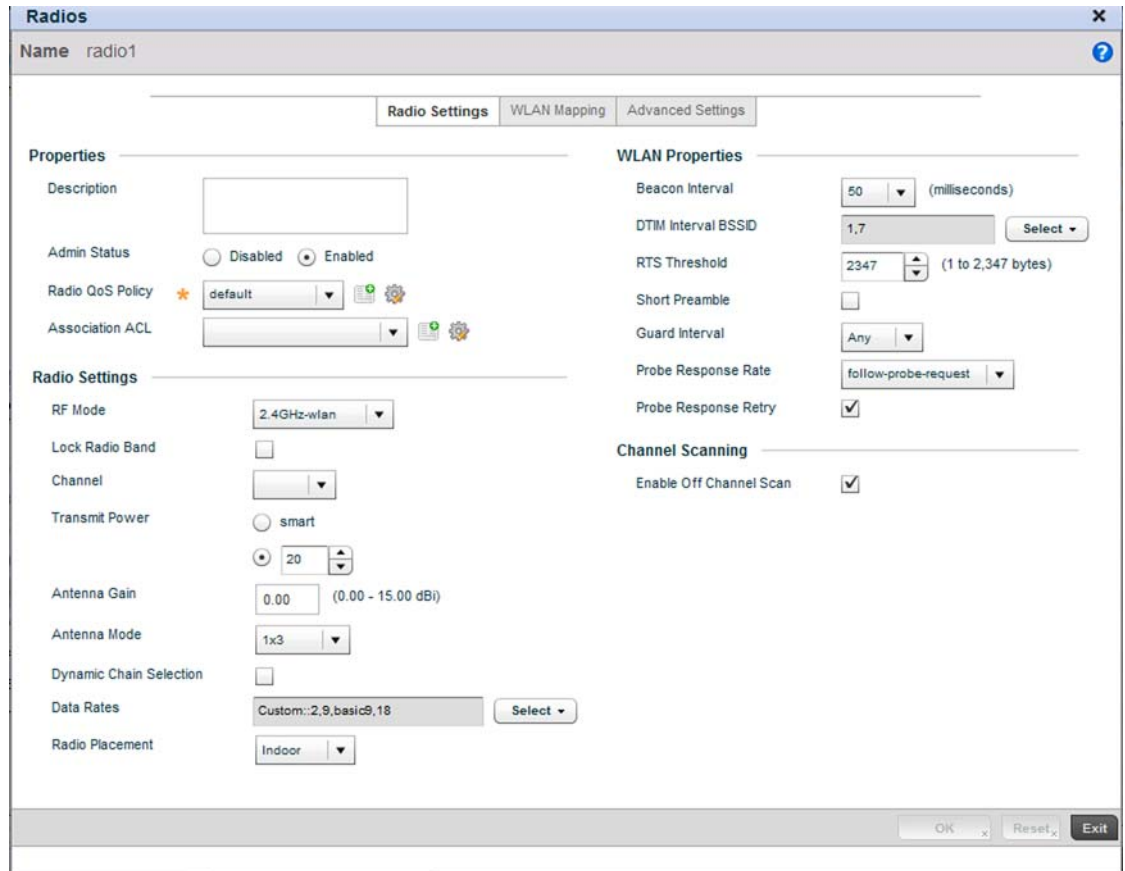 Radios
Name radio1
Radio Settings WLAN Mapping Advanced Settings
Properties
Description
Admin Status Disabled Enabled
Radio QoS Policy * default
Association ACL
Radio Settings
RF Mode 2.4GHz-wlan
Lock Radio Band
Channel
Transmit Power smart
20
Antenna Gain 0.00 (0.00 - 15.00 dBi)
Antenna Mode 1x3
Dynamic Chain Selection
Data Rates Custom::2,9,basic9,18 Select
Radio Placement Indoor
WLAN Properties
Beacon Interval 50 (milliseconds)
DTIM Interval BSSID 1,7 Select
RTS Threshold 2347 (1 to 2,347 bytes)
Short Preamble
Guard Interval Any
Probe Response Rate follow-probe-request
Probe Response Retry
Channel Scanning
Enable Off Channel Scan
OK Reset Exit